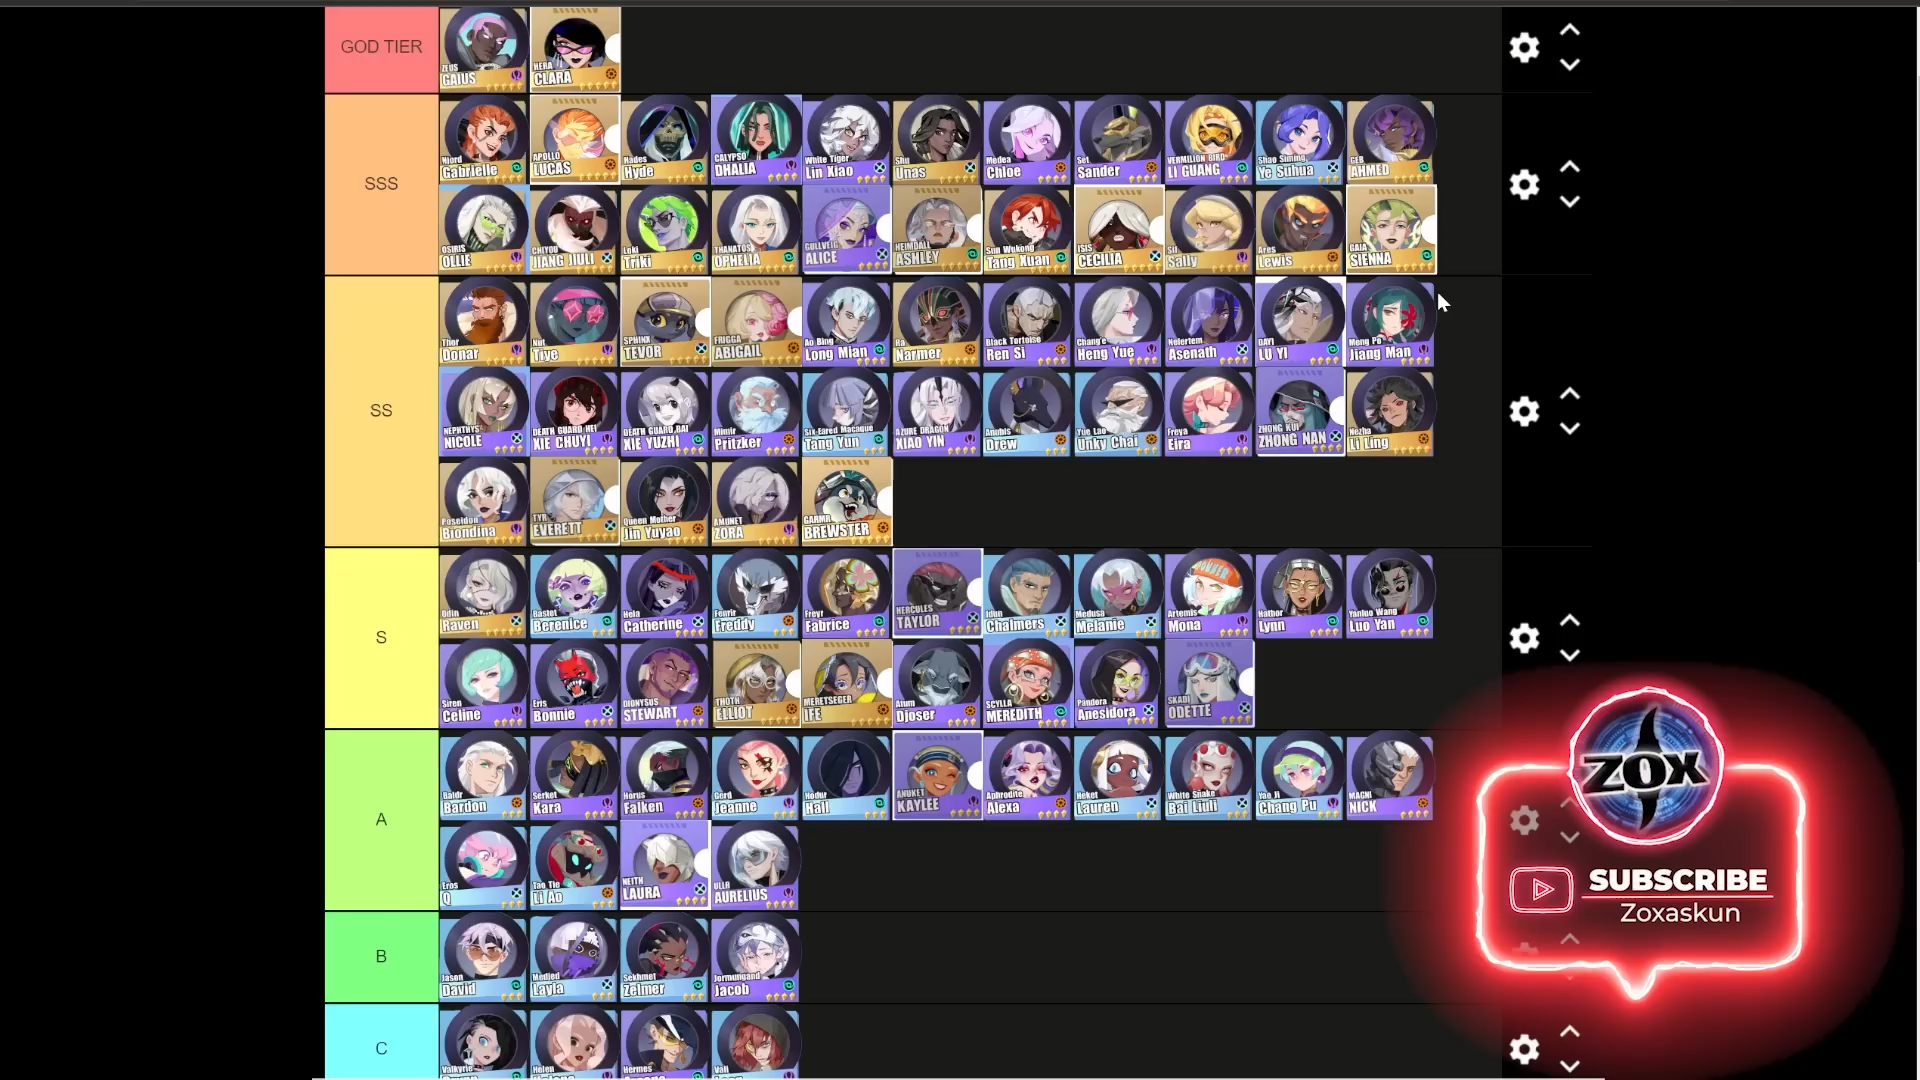 GOD TIER
ZEUS
GAIUS
HERA
CLARA
SSS
Njord
Gabrielle
APOLLO
LUCAS
Hades
Hyde
CALYPSO
DHALIA
White Tiger
Lin Xiao
Shu
Unas
Medea
Chloe
Set
Sander
VERMILION BIRD
LI GUANG
Shao Siming
Ye Suhua
GEB
AHMED
OSIRIS
OLLIE
CHIYOU
JIANG JIULI
Loki
Triki
THANATOS
OPHELIA
GULLVEIG
ALICE
HEIMDALL
ASHLEY
Sun Wukong
Tang Xuan
ISIS
CECILIA
Sif
Sally
Ares
Lewis
GAIA
SIENNA
SS
Thor
Donar
Nut
Tiye
SPHINX
TEVOR
FRIGGA
ABIGAIL
Ao Bing
Long Mian
Ra
Narmer
Black Tortoise
Ren Si
Chang'e
Heng Yue
Nefertem
Asenath
DAYI
LU YI
Meng Po
Jiang Man
NEPHTHYS
NICOLE
DEATH GUARD HEI
XIE CHUYI
DEATH GUARD BAI
XIE YUZHI
Mimir
Pritzker
Six-Eared Macaque
Tang Yun
AZURE DRAGON
XIAO YIN
Anubis
Drew
Yue Lao
Unky Chai
Freya
Eira
ZHONG KUI
ZHONG NAN
Nezha
Li Ling
Poseidon
Biondina
TYR
EVERETT
Queen Mother
Jin Yuyao
AMUNET
ZORA
GARMR
BREWSTER
S
Odin
Raven
Bastet
Berenice
Hela
Catherine
Fenrir
Freddy
Freyr
Fabrice
HERCULES
TAYLOR
Idun
Chalmers
Medusa
Melanie
Artemis
Mona
Hathor
Lynn
Yanluo Wang
Luo Yan
Siren
Celine
Eris
Bonnie
DIONYSUS
STEWART
THOTH
ELLIOT
MERETSEGER
IFE
Atum
Djoser
SCYLLA
MEREDITH
Pandora
Anesidora
SKADI
ODETTE
A
Baldr
Bardon
Serket
Kara
Horus
Falken
Gerd
Jeanne
Hodur
Hall
ANUKET
KAYLEE
Aphrodite
Alexa
Heket
Lauren
White Snake
Bai Liuli
Yao Ji
Chang Pu
MAGNI
NICK
Eros
Q
Tao Tie
Li Ao
NEITH
LAURA
ULLR
AURELIUS
B
Jason
David
Medjed
Layla
Sekhmet
Zelmer
Jormungand
Jacob
C
Valkyrie
Helen
Hermes
Vali
ZOX
SUBSCRIBE
Zoxaskun